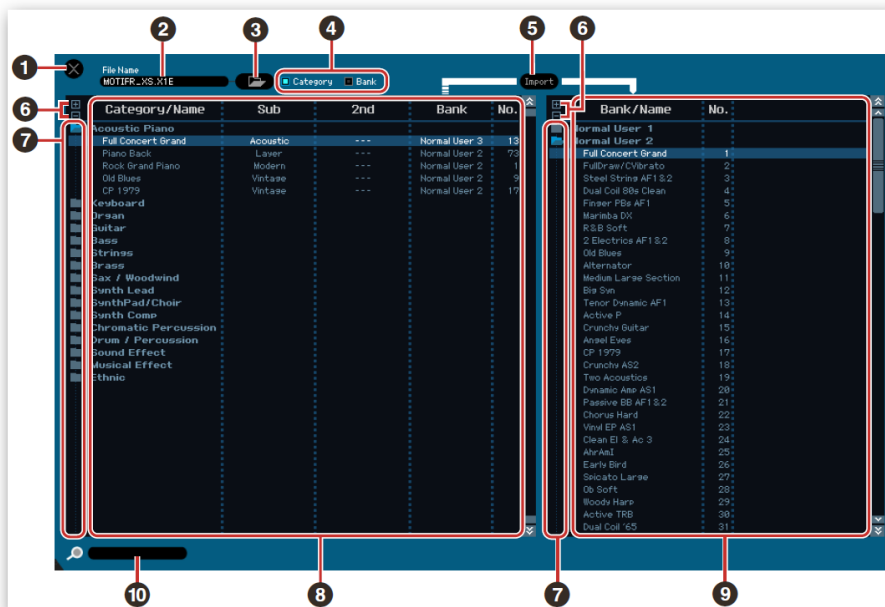 2 3 4 5 6
1 File Name
MOTIFR_XS.X1E Category Bank Import
6 Category/Name Sub 2nd Bank No. Bank/Name No.
7 Acoustic Piano Normal User 1
Normal User 2
Full Concert Grand Acoustic --- Normal User 3 13 Full Concert Grand 1
Piano Back Layer --- Normal User 2 73 FullDraw/CVibrato 2
Rock Grand Piano Modern --- Normal User 2 1 Steel String AF1&2 3
Old Blues Vintage --- Normal User 2 9 Dual Coil 80s Clean 4
CP 1979 Vintage --- Normal User 2 17 Finger PBs AF1 5
Keyboard Marimba DX 6
Organ R&B Soft 7
Guitar 2 Electrics AF1&2 8
Bass Old Blues 9
Strings Alternator 10
Brass Medium Large Section 11
Sax / Woodwind Big Syn 12
Synth Lead Tenor Dynamic AF1 13
SynthPad/Choir Active P 14
Synth Comp Crunchy Guitar 15
Chromatic Percussion Angel Eyes 16
Drum / Percussion CP 1979 17
Sound Effect Crunchy AS2 18
Musical Effect Two Acoustics 19
Ethnic Dynamic Amp AS1 20
Passive BB AF1&2 21
Chorus Hard 22
Vinyl EP AS1 23
Clean El & Ac 3 24
AhrAmI 25
Early Bird 26
Spicato Large 27
Ob Soft 28
Woody Harp 29
Active TRB 30
Dual Coil '65 31
10 8 7 9